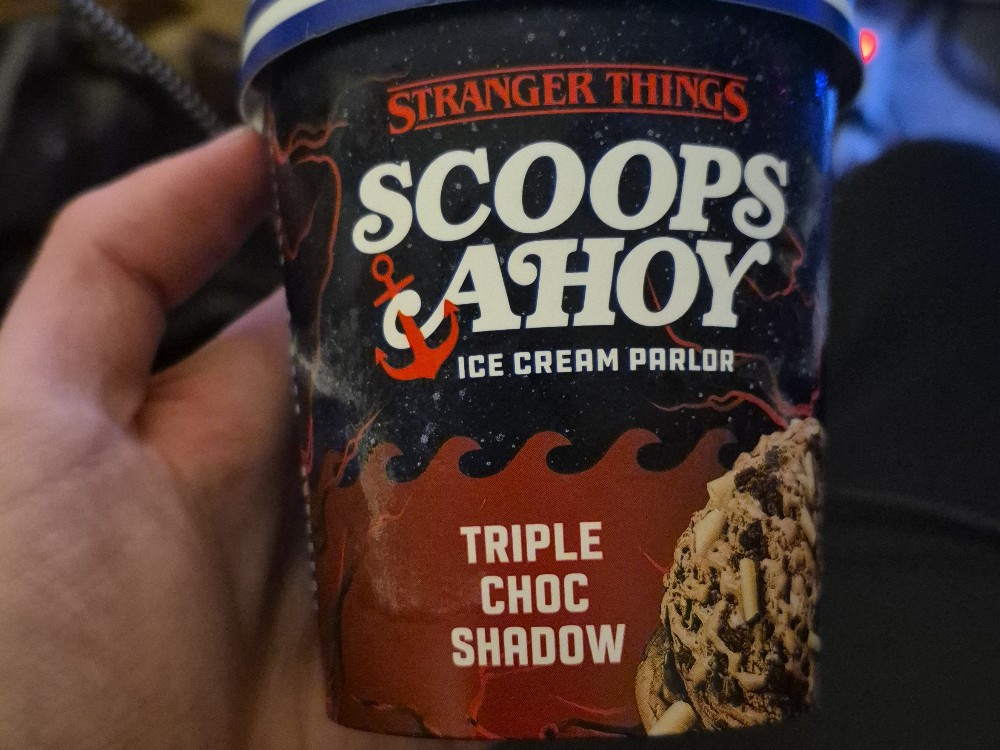 STRANGER THINGS
SCOOPS
AHOY
ICE CREAM PARLOR
TRIPLE
CHOC
SHADOW